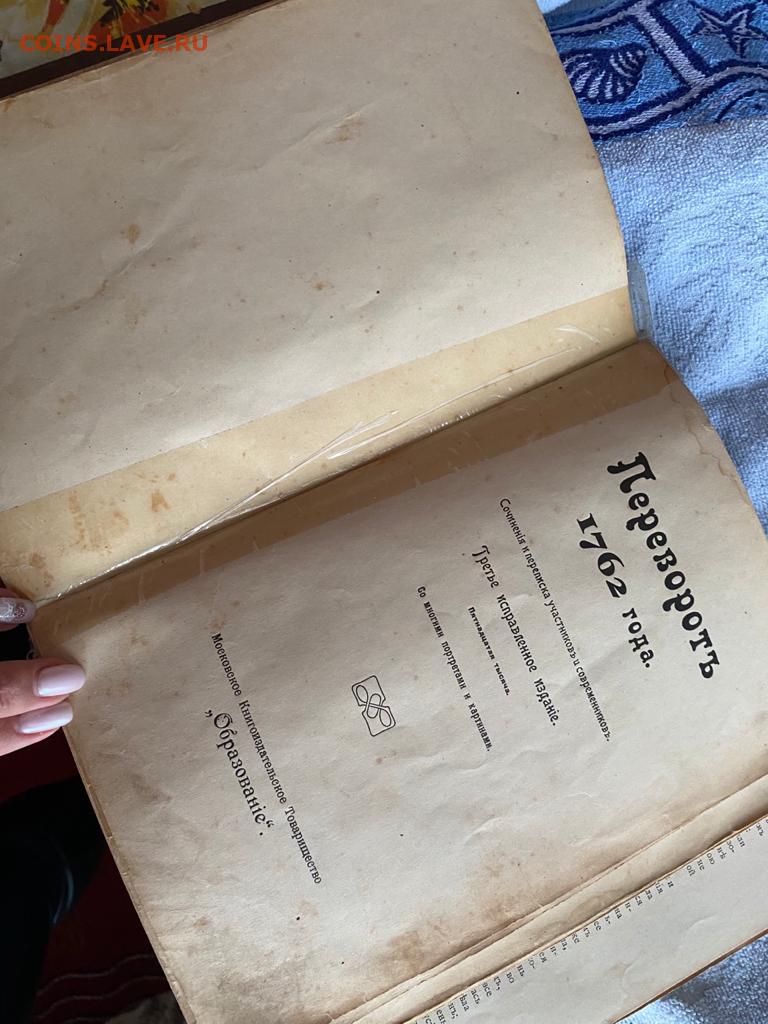 COINS.LAVE.RU
Переворотъ
1762 года.
Сочиненія и переписка участниковъ и современниковъ.
Третье исправленное изданіе.
Пятнадцатая тысяча.
Со многими портретами и картинами.
Московское Книгоиздательское Товарищество
„Образованіе“.